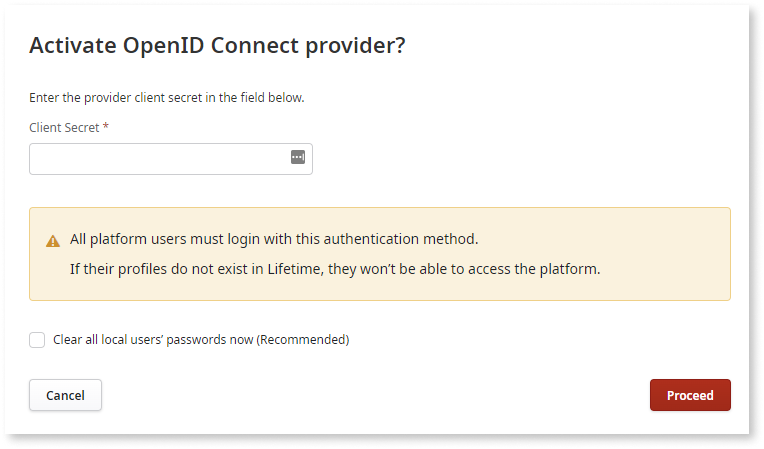 Activate OpenID Connect provider?
Enter the provider client secret in the field below.
Client Secret *
All platform users must login with this authentication method.
If their profiles do not exist in Lifetime, they won’t be able to access the platform.
Clear all local users’ passwords now (Recommended)
Cancel
Proceed